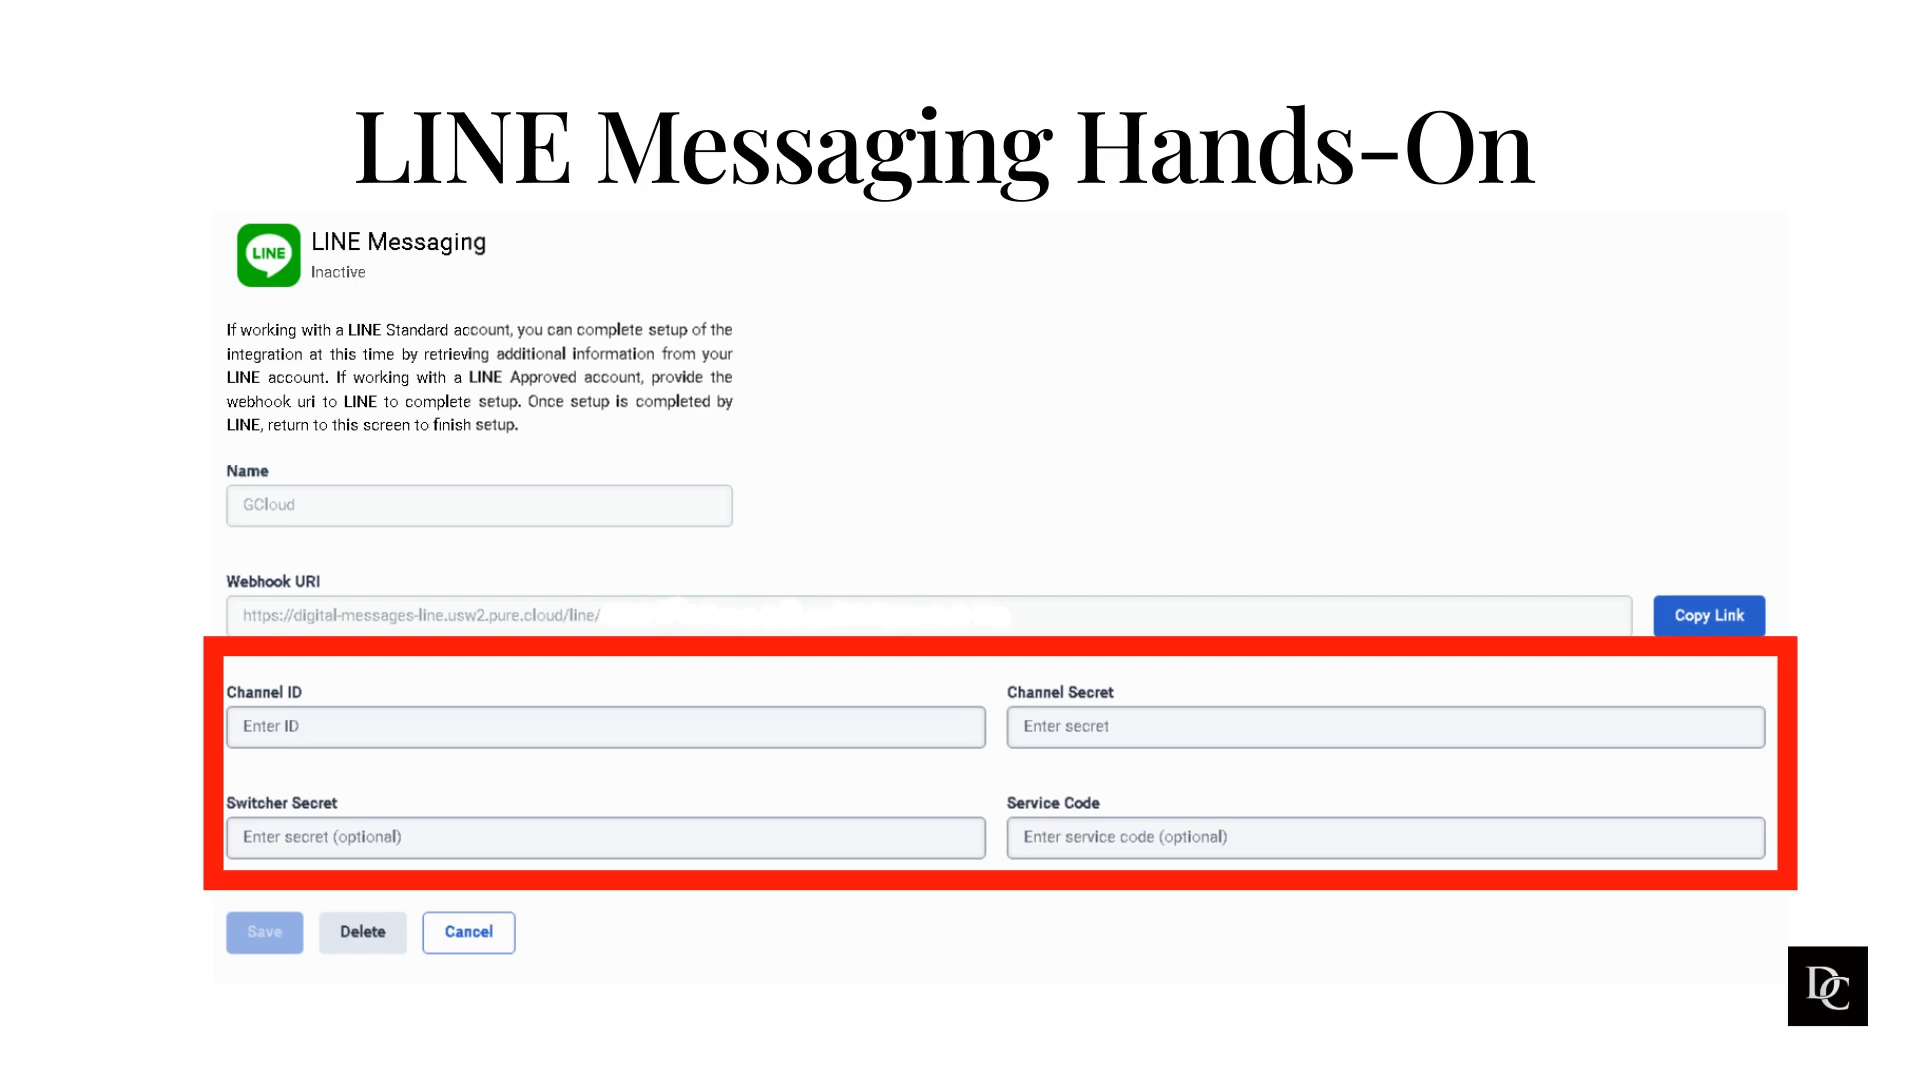 LINE Messaging Hands-On
LINE
LINE Messaging
Inactive
If working with a LINE Standard account, you can complete setup of the
integration at this time by retrieving additional information from your
LINE account. If working with a LINE Approved account, provide the
webhook uri to LINE to complete setup. Once setup is completed by
LINE, return to this screen to finish setup.
Name
GCloud
Webhook URI
https://digital-messages-line.usw2.pure.cloud/line/
Copy Link
Channel ID
Channel Secret
Enter ID
Enter secret
Switcher Secret
Service Code
Enter secret (optional)
Enter service code (optional)
Save
Delete
Cancel
DC